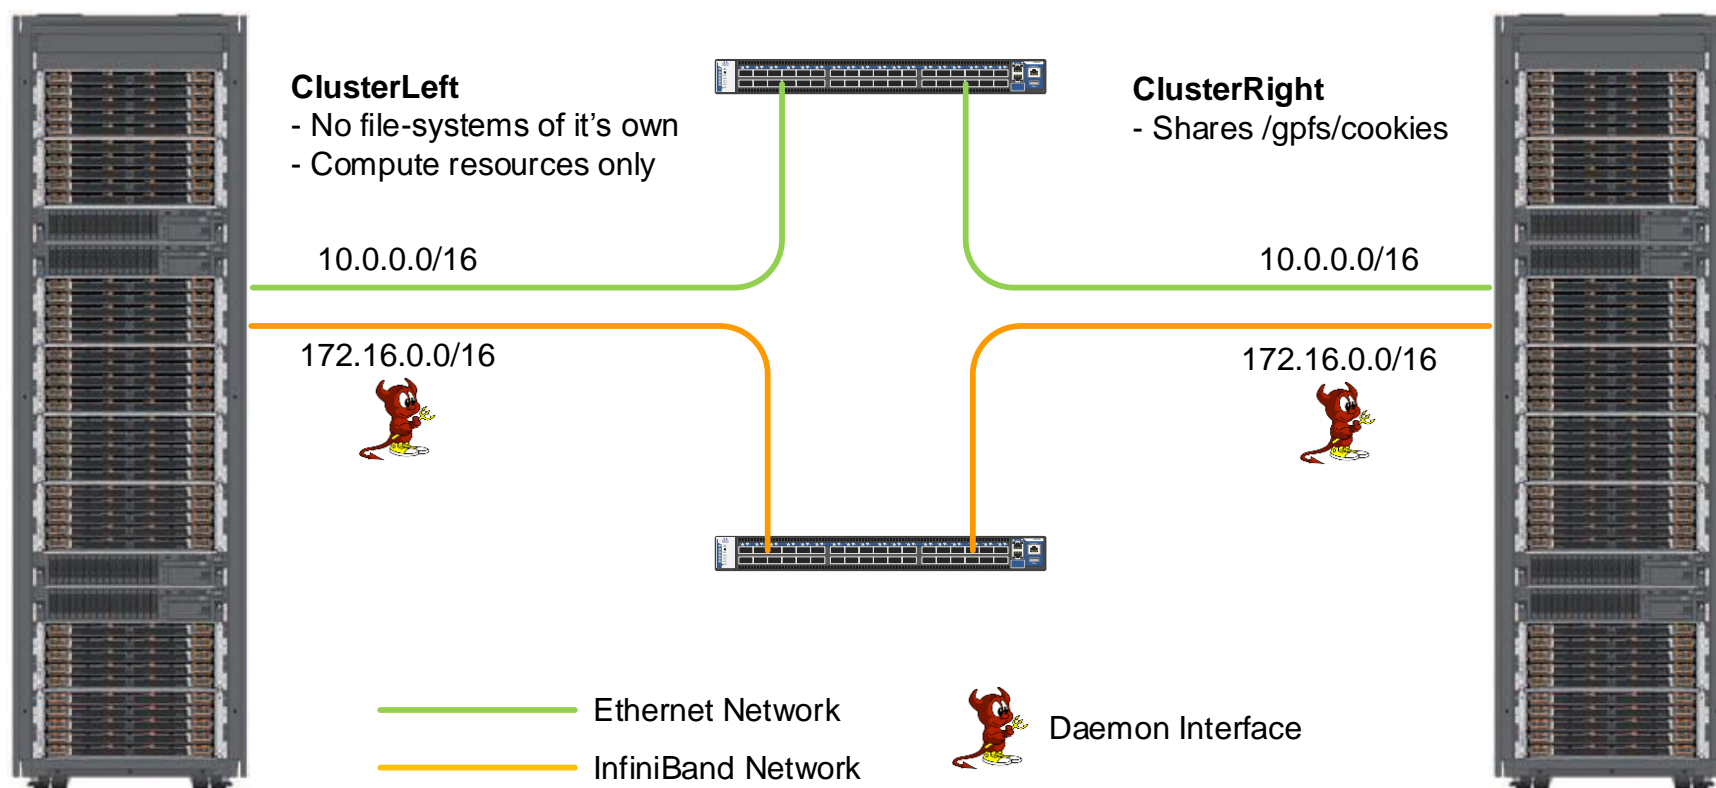 ClusterLeft
- No file-systems of it's own
- Compute resources only
ClusterRight
- Shares /gpfs/cookies
10.0.0.0/16
10.0.0.0/16
172.16.0.0/16
172.16.0.0/16
Ethernet Network
InfiniBand Network
Daemon Interface